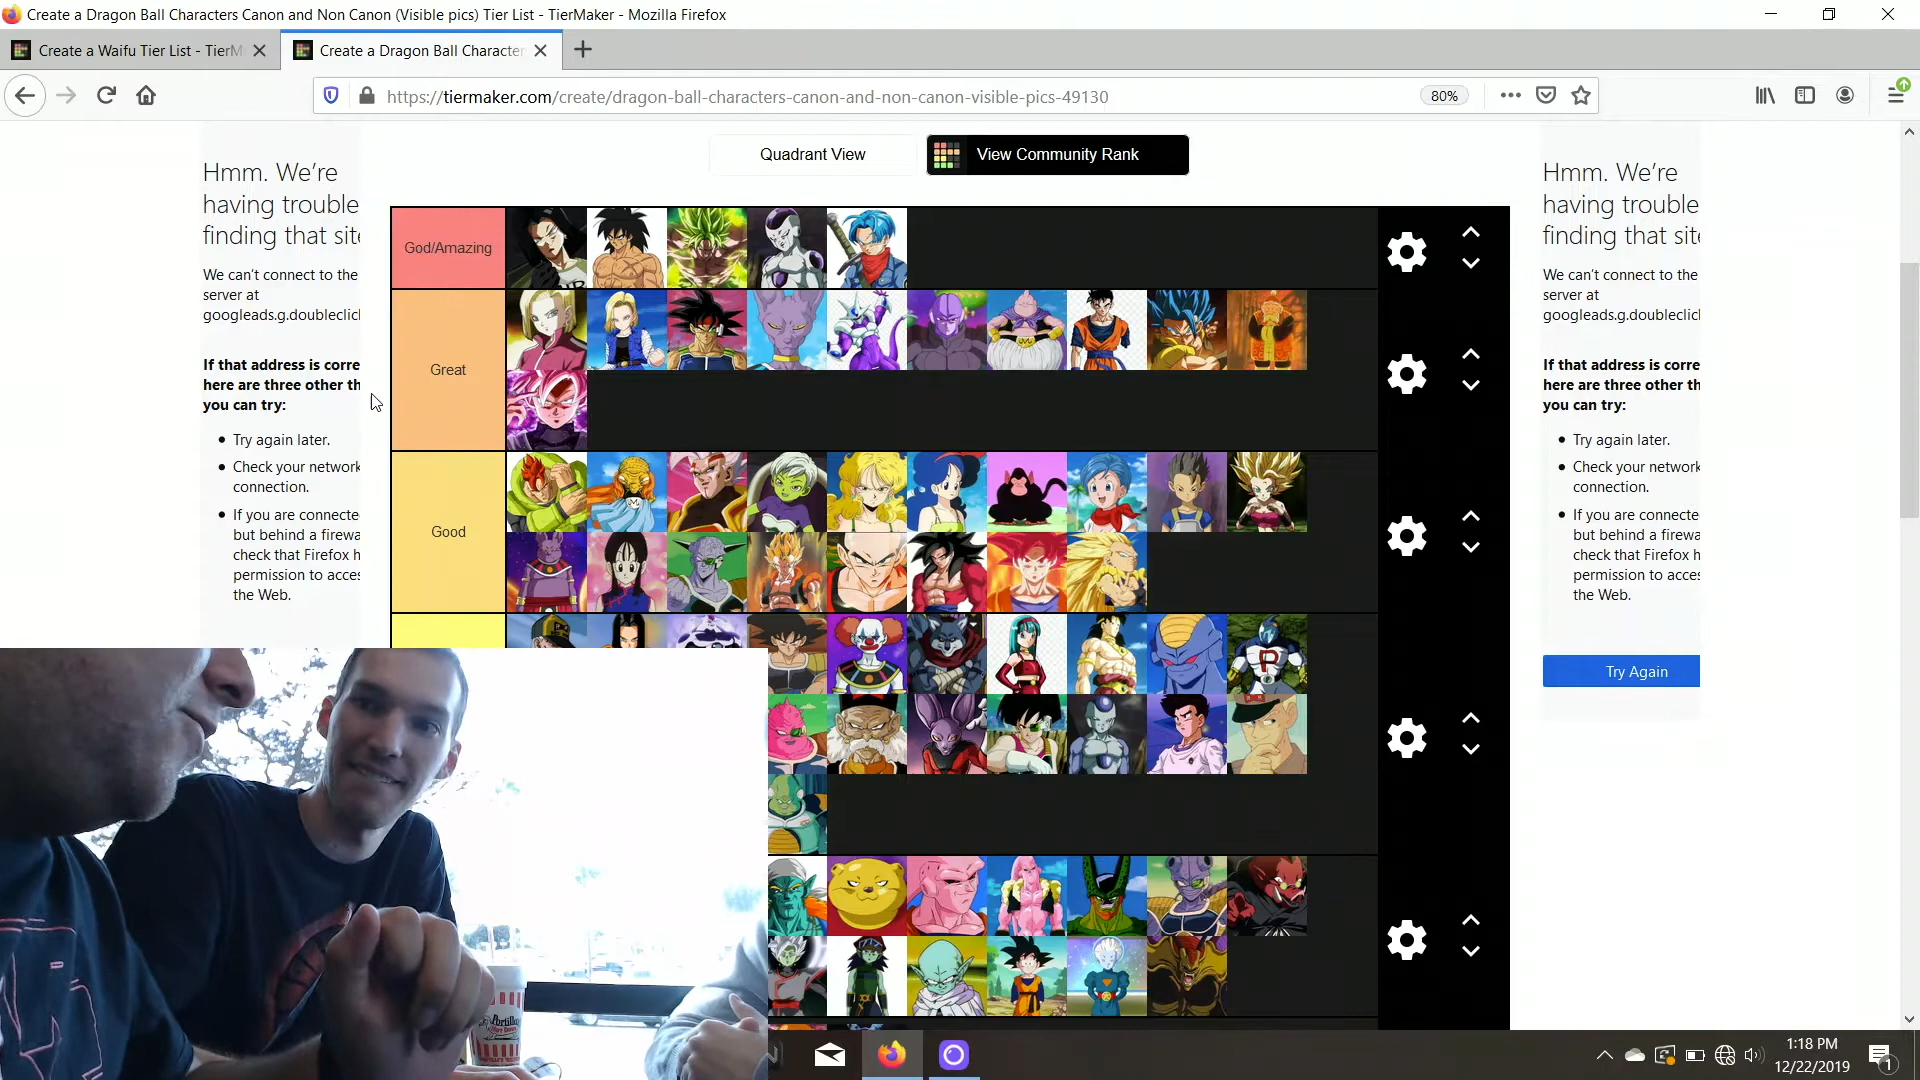 Create a Dragon Ball Characters Canon and Non Canon (Visible pics) Tier List - TierMaker - Mozilla Firefox
Create a Waifu Tier List - TierM
Create a Dragon Ball Character
https://tiermaker.com/create/dragon-ball-characters-canon-and-non-canon-visible-pics-49130
80%
Quadrant View
View Community Rank
Hmm. We're
having trouble
finding that site
We can't connect to the
server at
googleads.g.doubleclicl
If that address is corre
here are three other th
you can try:
Try again later.
Check your network
connection.
If you are connecte
but behind a firewa
check that Firefox h
permission to acces
the Web.
God/Amazing
Great
Good
Hmm. We're
having trouble
finding that site
We can't connect to the
server at
googleads.g.doubleclicl
If that address is corre
here are three other th
you can try:
Try again later.
Check your network
connection.
If you are connecte
but behind a firewa
check that Firefox h
permission to acces
the Web.
Try Again
Portillo
1:18 PM
12/22/2019
1